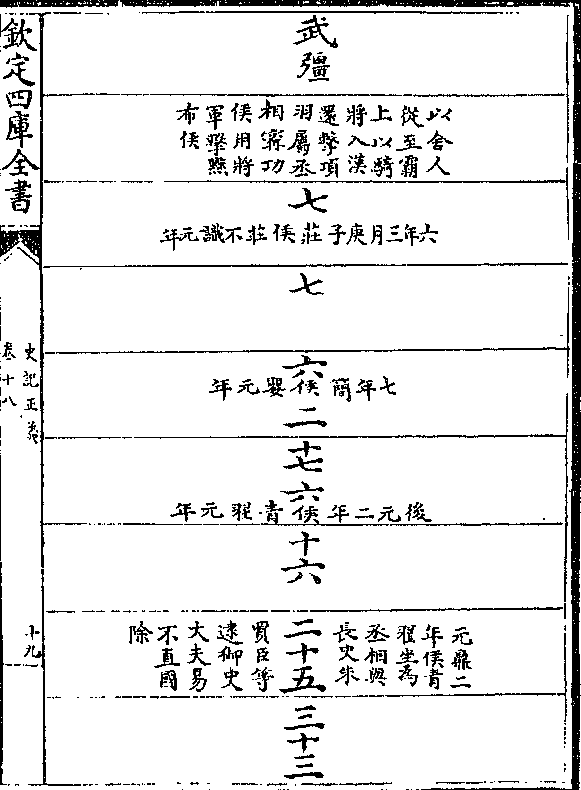 欽定四庫全書
史記正義
卷十八
十九
武彊
以舍人
從至霸
上以騎
將入漢
還擊項
羽屬丞
相甯功
侯用將
軍擊黥
布侯
七
六年三月庚子莊侯莊不識元年
七
六
七年簡侯嬰元年
二
十七
六
後元二年侯青翟元年
十六
元鼎二
年侯青
翟坐為
丞相與
長史朱
二十五
買臣等
逮御史
大夫易
不直國
除
三十三